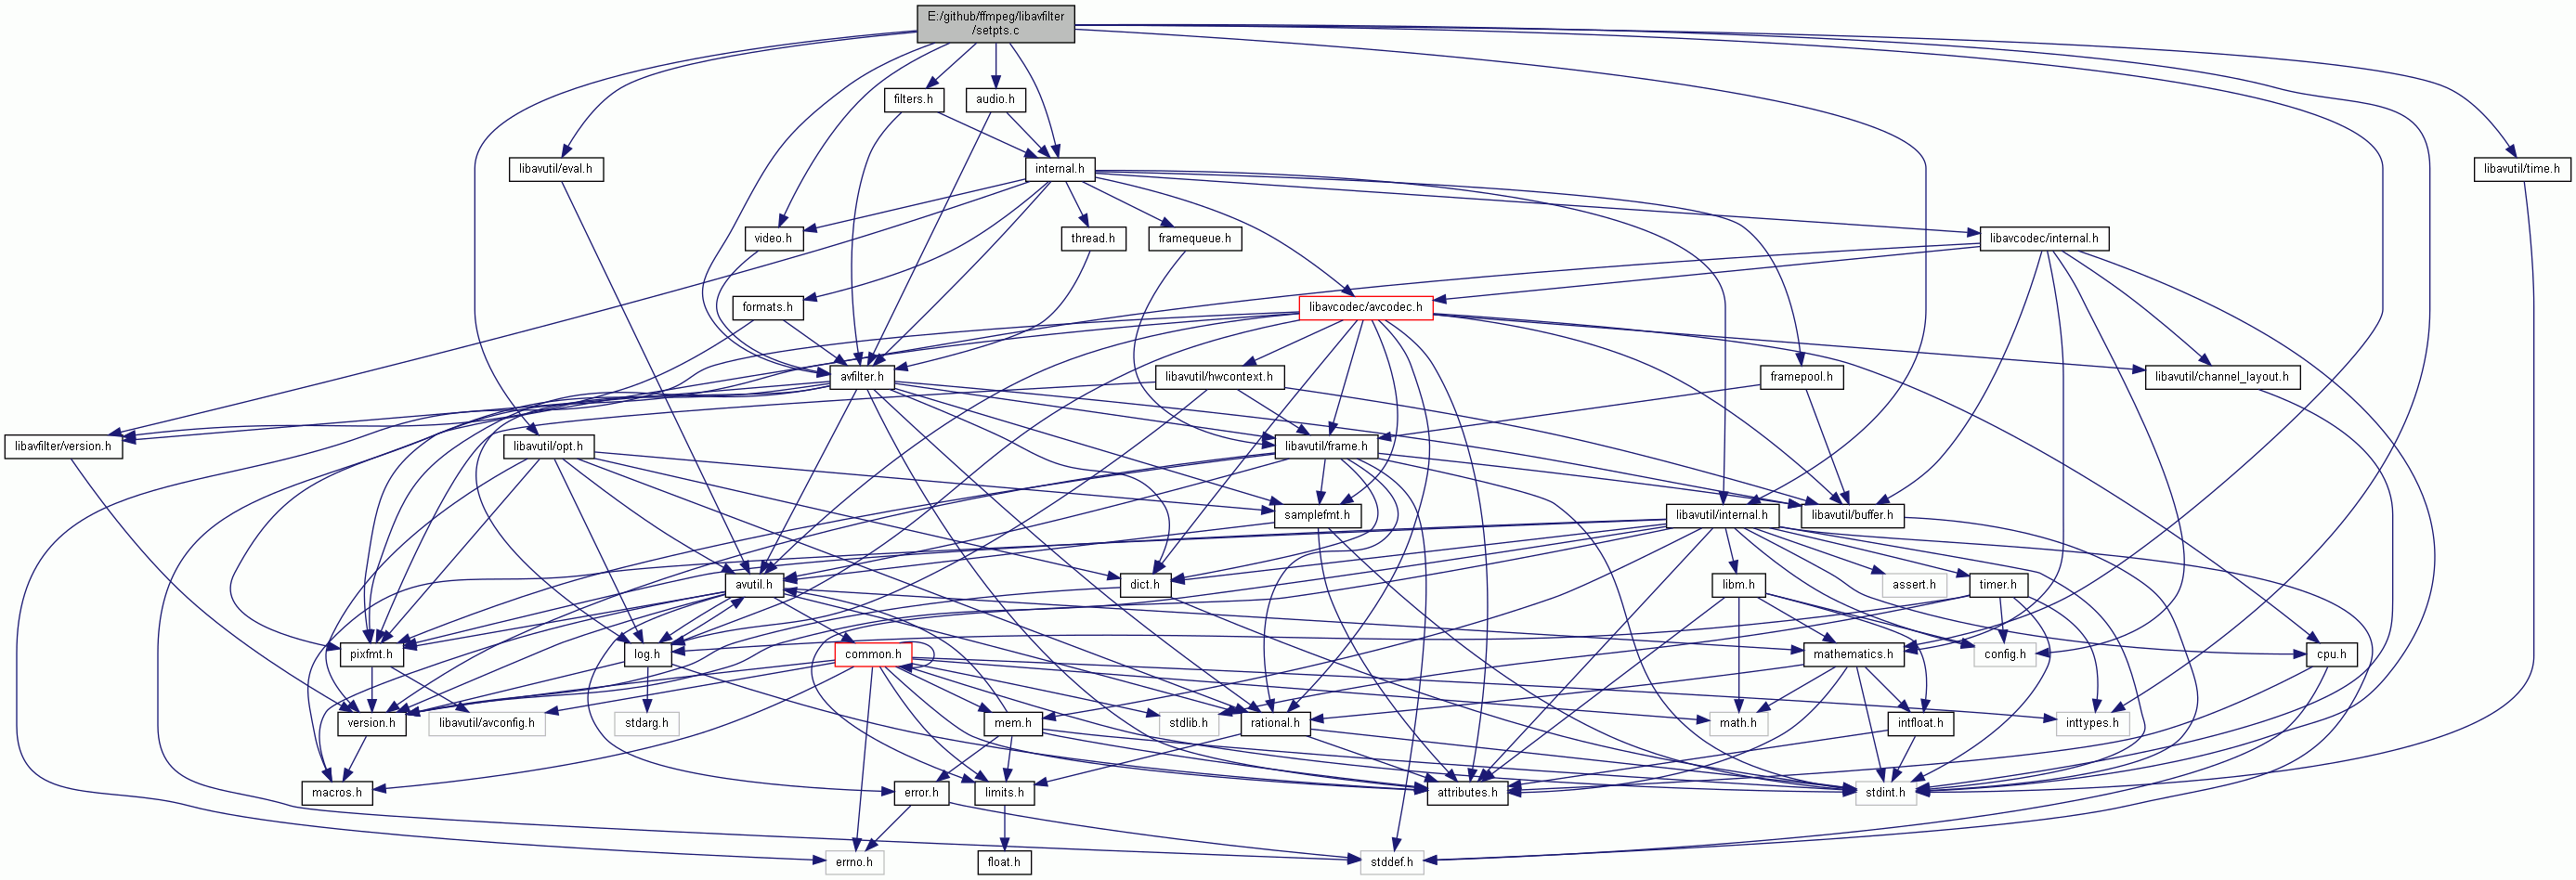 E:/github/ffmpeg/libavfilter
/setpts.c
filters.h
audio.h
libavutil/eval.h
internal.h
libavutil/time.h
video.h
thread.h
framequeue.h
libavcodec/internal.h
formats.h
libavcodec/avcodec.h
avfilter.h
libavutil/hwcontext.h
framepool.h
libavutil/channel_layout.h
libavfilter/version.h
libavutil/opt.h
libavutil/frame.h
samplefmt.h
libavutil/internal.h
libavutil/buffer.h
avutil.h
dict.h
libm.h
assert.h
timer.h
pixfmt.h
log.h
common.h
mathematics.h
config.h
cpu.h
version.h
libavutil/avconfig.h
stdarg.h
mem.h
stdlib.h
rational.h
math.h
intfloat.h
inttypes.h
macros.h
error.h
limits.h
attributes.h
stdint.h
errno.h
float.h
stddef.h